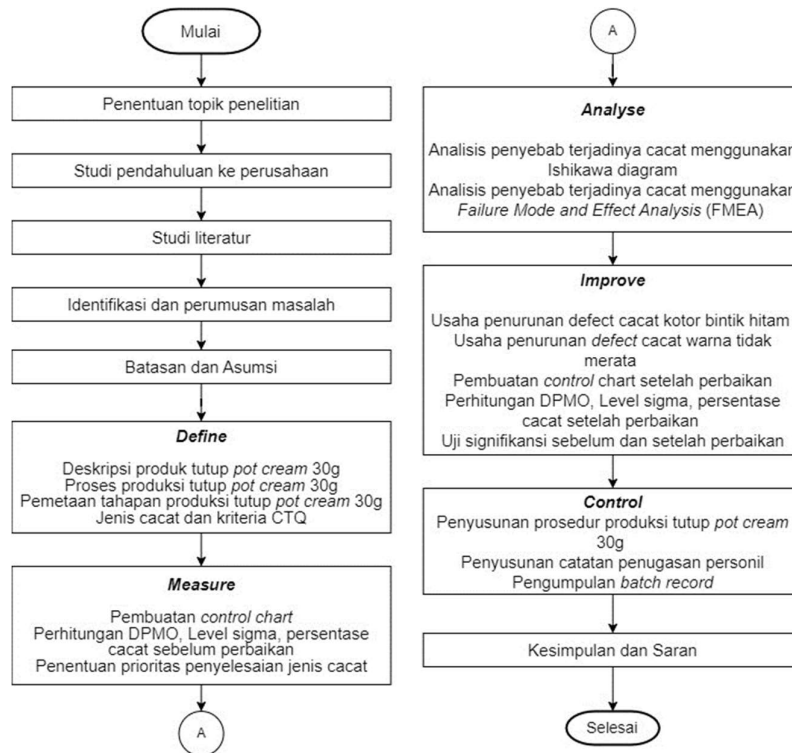 Mulai
Penentuan topik penelitian
Studi pendahuluan ke perusahaan
Studi literatur
Identifikasi dan perumusan masalah
Batasan dan Asumsi
Define
Deskripsi produk tutup pot cream 30g
Proses produksi tutup pot cream 30g
Pemetaan tahapan produksi tutup pot cream 30g
Jenis cacat dan kriteria CTQ
Measure
Pembuatan control chart
Perhitungan DPMO, Level sigma, persentase
cacat sebelum perbaikan
Penentuan prioritas penyelesaian jenis cacat
A
A
Analyse
Analisis penyebab terjadinya cacat menggunakan
Ishikawa diagram
Analisis penyebab terjadinya cacat menggunakan
Failure Mode and Effect Analysis (FMEA)
Improve
Usaha penurunan defect cacat kotor bintik hitam
Usaha penurunan defect cacat warna tidak
merata
Pembuatan control chart setelah perbaikan
Perhitungan DPMO, Level sigma, persentase
cacat setelah perbaikan
Uji signifikansi sebelum dan setelah perbaikan
Control
Penyusunan prosedur produksi tutup pot cream
30g
Penyusunan catatan penugasan personil
Pengumpulan batch record
Kesimpulan dan Saran
Selesai